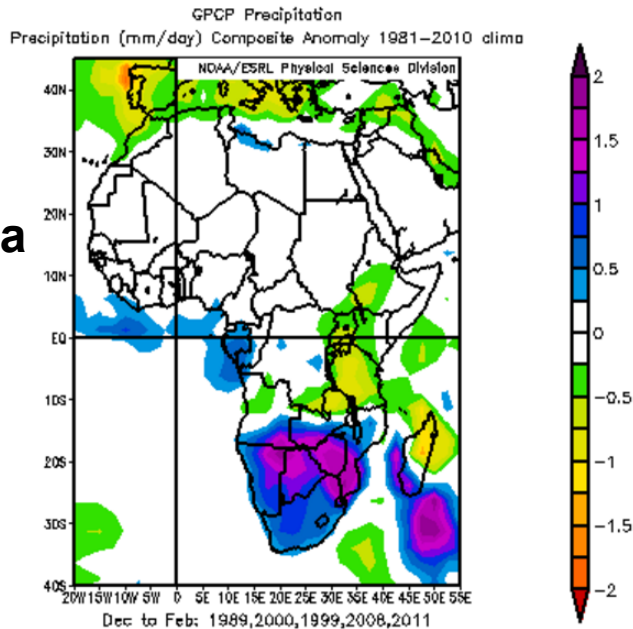 GPCP Precipitation
Precipitation (mm/day) Composite Anomaly 1981-2010 clima
NOAA/ESRL Physical Sciences Division
a
40N
30N
20N
10N
EQ
10S
20S
30S
40S
20W 15W 10W 5W 0 5E 10E 15E 20E 25E 30E 35E 40E 45E 50E 55E
Dec to Feb: 1989,2000,1999,2008,2011
2
1.5
1
0.5
0
-0.5
-1
-1.5
-2